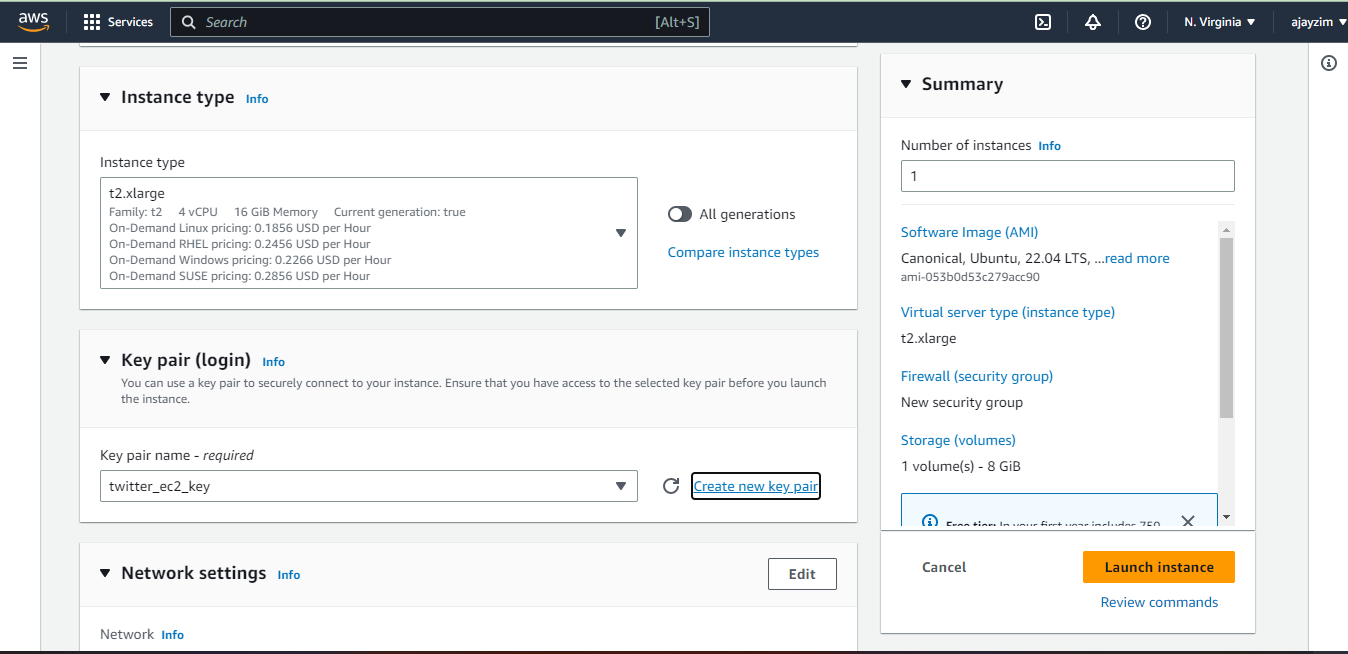 aws
Services
Search
[Alt+S]
N. Virginia
ajayzim
Instance type Info
Instance type
t2.xlarge
Family: t2 4 vCPU 16 GiB Memory Current generation: true
On-Demand Linux pricing: 0.1856 USD per Hour
On-Demand RHEL pricing: 0.2456 USD per Hour
On-Demand Windows pricing: 0.2266 USD per Hour
On-Demand SUSE pricing: 0.2856 USD per Hour
All generations
Compare instance types
Key pair (login) Info
You can use a key pair to securely connect to your instance. Ensure that you have access to the selected key pair before you launch
the instance.
Key pair name - required
twitter_ec2_key
Create new key pair
Network settings Info
Edit
Network Info
Summary
Number of instances Info
1
Software Image (AMI)
Canonical, Ubuntu, 22.04 LTS, ...read more
ami-053b0d53c279acc90
Virtual server type (instance type)
t2.xlarge
Firewall (security group)
New security group
Storage (volumes)
1 volume(s) - 8 GiB
Free tier: In your first year includes 750
Cancel
Launch instance
Review commands